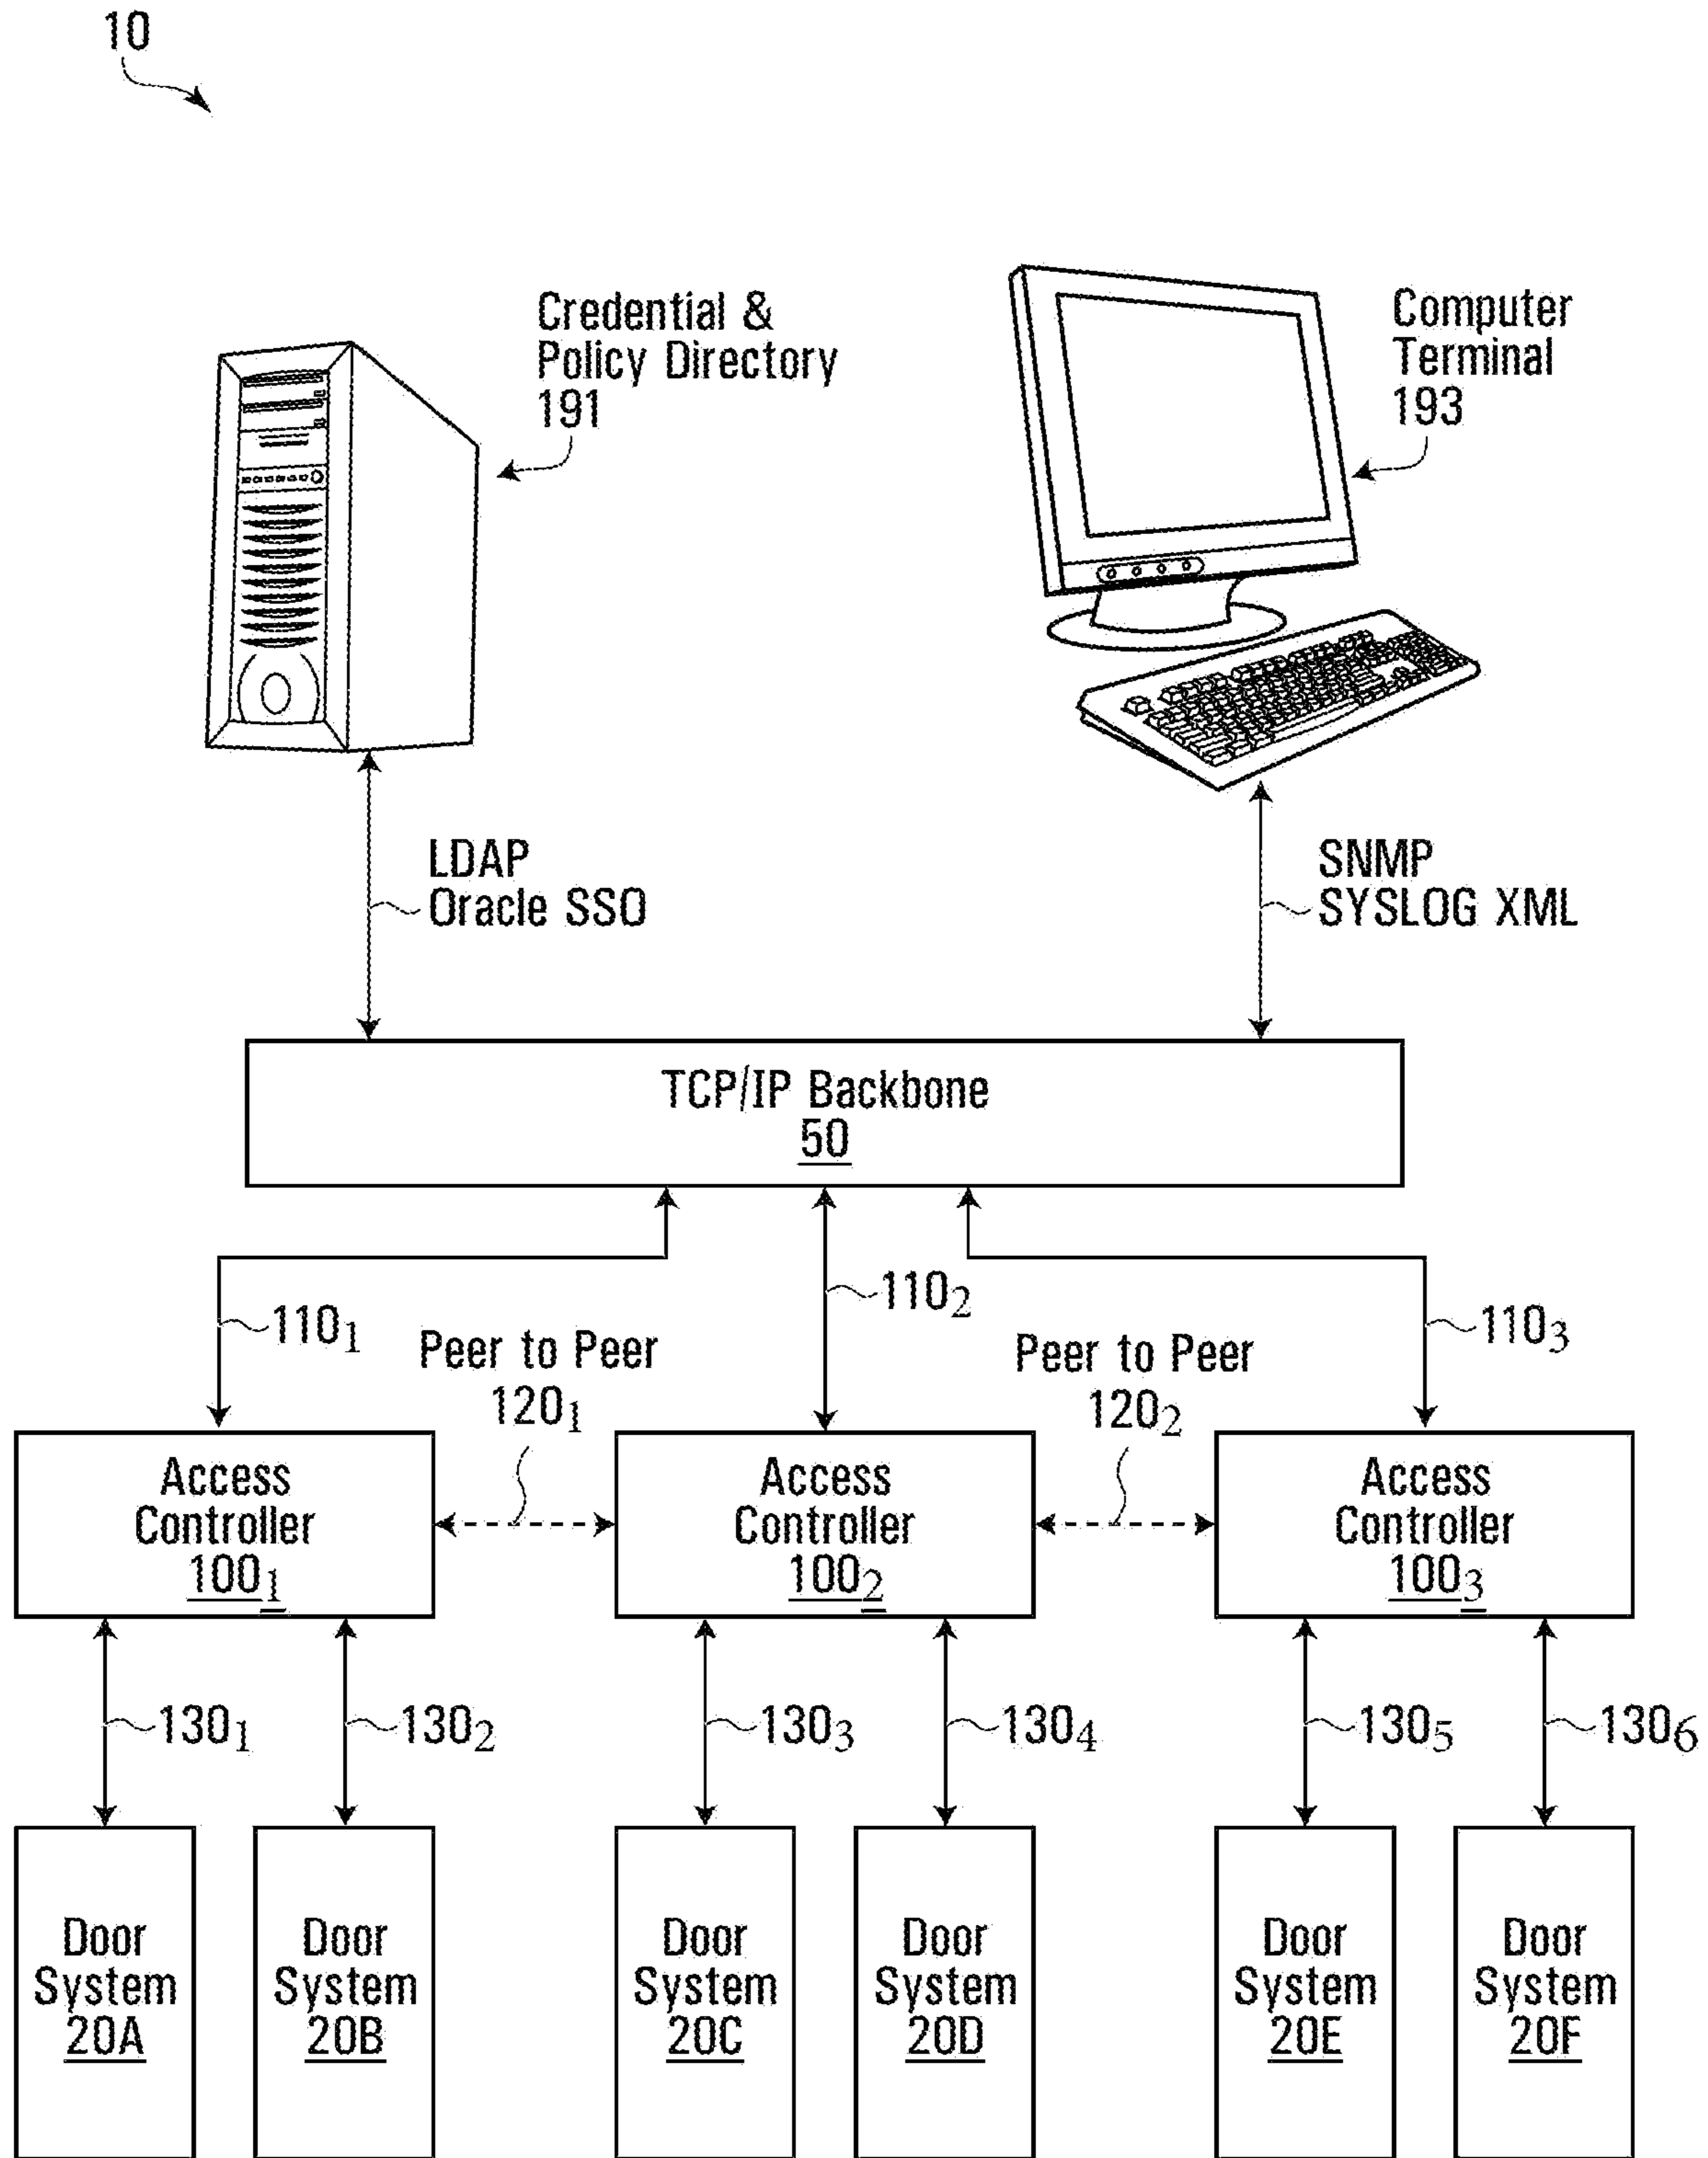 10
Credential &
Policy Directory
191
Computer
Terminal
193
LDAP
Oracle SSO
SNMP
SYSLOG XML
TCP/IP Backbone
50
110₁
110₂
110₃
Peer to Peer
120₁
Peer to Peer
120₂
Access
Controller
100₁
Access
Controller
100₂
Access
Controller
100₃
130₁
130₂
130₃
130₄
130₅
130₆
Door
System
20A
Door
System
20B
Door
System
20C
Door
System
20D
Door
System
20E
Door
System
20F